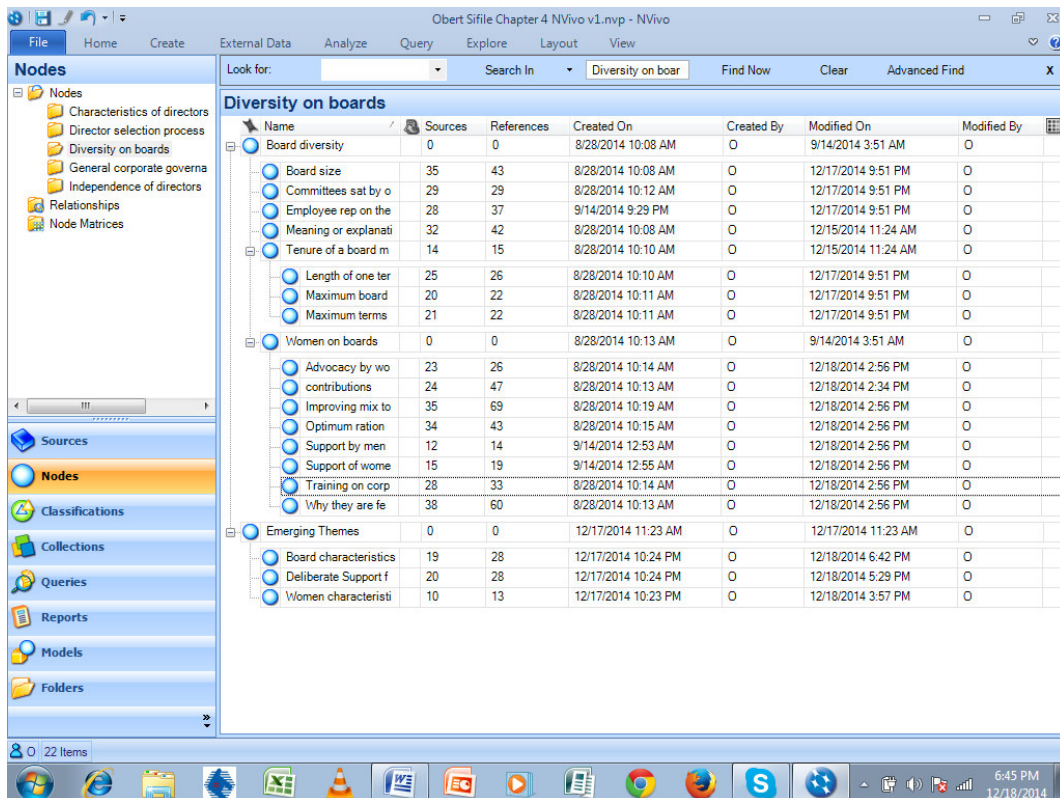 Obert Sifile Chapter 4 NVivo v1.nvp - NVivo
File Home Create External Data Analyze Query Explore Layout View
Nodes
Look for: Search In Diversity on boar Find Now Clear Advanced Find x
Nodes
Characteristics of directors
Director selection process
Diversity on boards
General corporate governa
Independence of directors
Relationships
Node Matrices
Sources
Nodes
Classifications
Collections
Queries
Reports
Models
Folders
Diversity on boards
Name Sources References Created On Created By Modified On Modified By
Board diversity 0 0 8/28/2014 10:08 AM O 9/14/2014 3:51 AM O
Board size 35 43 8/28/2014 10:08 AM O 12/17/2014 9:51 PM O
Committees sat by o 29 29 8/28/2014 10:12 AM O 12/17/2014 9:51 PM O
Employee rep on the 28 37 9/14/2014 9:29 PM O 12/17/2014 9:51 PM O
Meaning or explanati 32 42 8/28/2014 10:08 AM O 12/15/2014 11:24 AM O
Tenure of a board m 14 15 8/28/2014 10:10 AM O 12/15/2014 11:24 AM O
Length of one ter 25 26 8/28/2014 10:10 AM O 12/17/2014 9:51 PM O
Maximum board 20 22 8/28/2014 10:11 AM O 12/17/2014 9:51 PM O
Maximum terms 21 22 8/28/2014 10:11 AM O 12/17/2014 9:51 PM O
Women on boards 0 0 8/28/2014 10:13 AM O 9/14/2014 3:51 AM O
Advocacy by wo 23 26 8/28/2014 10:14 AM O 12/18/2014 2:56 PM O
contributions 24 47 8/28/2014 10:13 AM O 12/18/2014 2:34 PM O
Improving mix to 35 69 8/28/2014 10:19 AM O 12/18/2014 2:56 PM O
Optimum ration 34 43 8/28/2014 10:15 AM O 12/18/2014 2:56 PM O
Support by men 12 14 9/14/2014 12:53 AM O 12/18/2014 2:56 PM O
Support of wome 15 19 9/14/2014 12:55 AM O 12/18/2014 2:56 PM O
Training on corp 28 33 8/28/2014 10:14 AM O 12/18/2014 2:56 PM O
Why they are fe 38 60 8/28/2014 10:13 AM O 12/18/2014 2:56 PM O
Emerging Themes 0 0 12/17/2014 11:23 AM O 12/17/2014 11:23 AM O
Board characteristics 19 28 12/17/2014 10:24 PM O 12/18/2014 6:42 PM O
Deliberate Support f 20 28 12/17/2014 10:24 PM O 12/18/2014 5:29 PM O
Women characteristi 10 13 12/17/2014 10:23 PM O 12/18/2014 3:57 PM O
O 22 Items
6:45 PM
12/18/2014